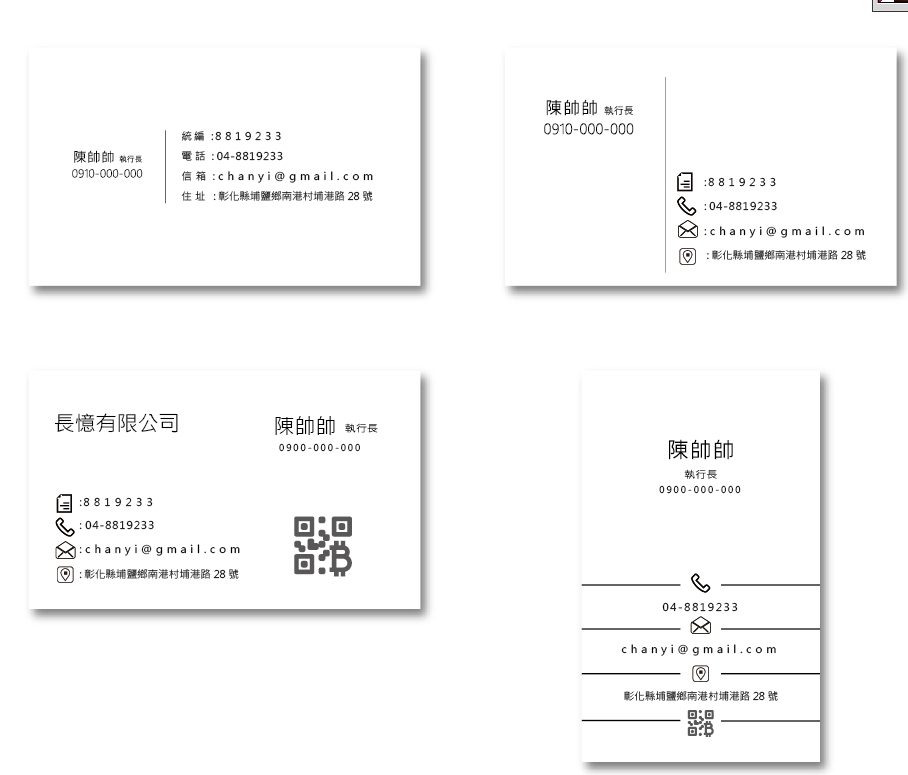 陳帥帥 執行長
0910-000-000
統編 :8819233
電話 :04-8819233
信箱 :chanyi@gmail.com
住址 :彰化縣埔鹽鄉南港村埔港路 28 號
陳帥帥 執行長
0910-000-000
:8819233
:04-8819233
:chanyi@gmail.com
:彰化縣埔鹽鄉南港村埔港路 28 號
長憶有限公司
陳帥帥 執行長
0900-000-000
:8819233
:04-8819233
:chanyi@gmail.com
:彰化縣埔鹽鄉南港村埔港路 28 號
陳帥帥
執行長
0900-000-000
04-8819233
chanyi@gmail.com
彰化縣埔鹽鄉南港村埔港路 28 號